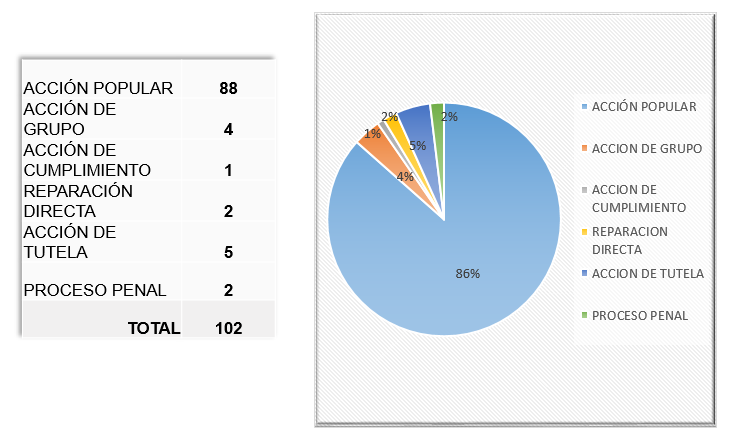 ACCIÓN POPULAR 88
ACCIÓN DE
GRUPO 4
ACCIÓN DE
CUMPLIMIENTO 1
REPARACIÓN
DIRECTA 2
ACCIÓN DE
TUTELA 5
PROCESO PENAL 2
TOTAL 102
2%
2%
1%
5%
4%
86%
ACCIÓN POPULAR
ACCION DE GRUPO
ACCION DE
CUMPLIMIENTO
REPARACION
DIRECTA
ACCION DE TUTELA
PROCESO PENAL